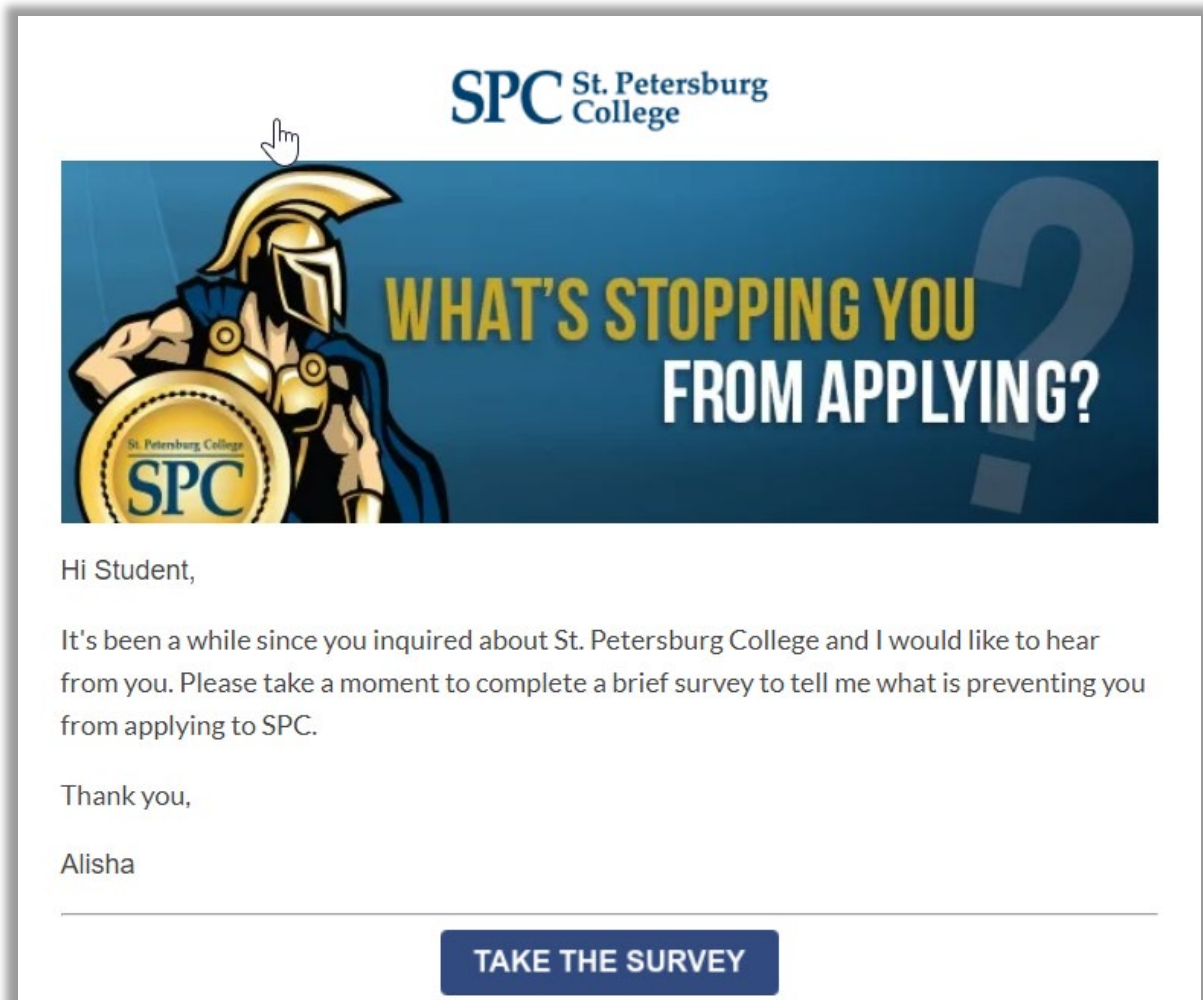 SPC St. Petersburg
College
WHAT'S STOPPING YOU
FROM APPLYING?
St. Petersburg College
SPC
Hi Student,
It's been a while since you inquired about St. Petersburg College and I would like to hear
from you. Please take a moment to complete a brief survey to tell me what is preventing you
from applying to SPC.
Thank you,
Alisha
TAKE THE SURVEY